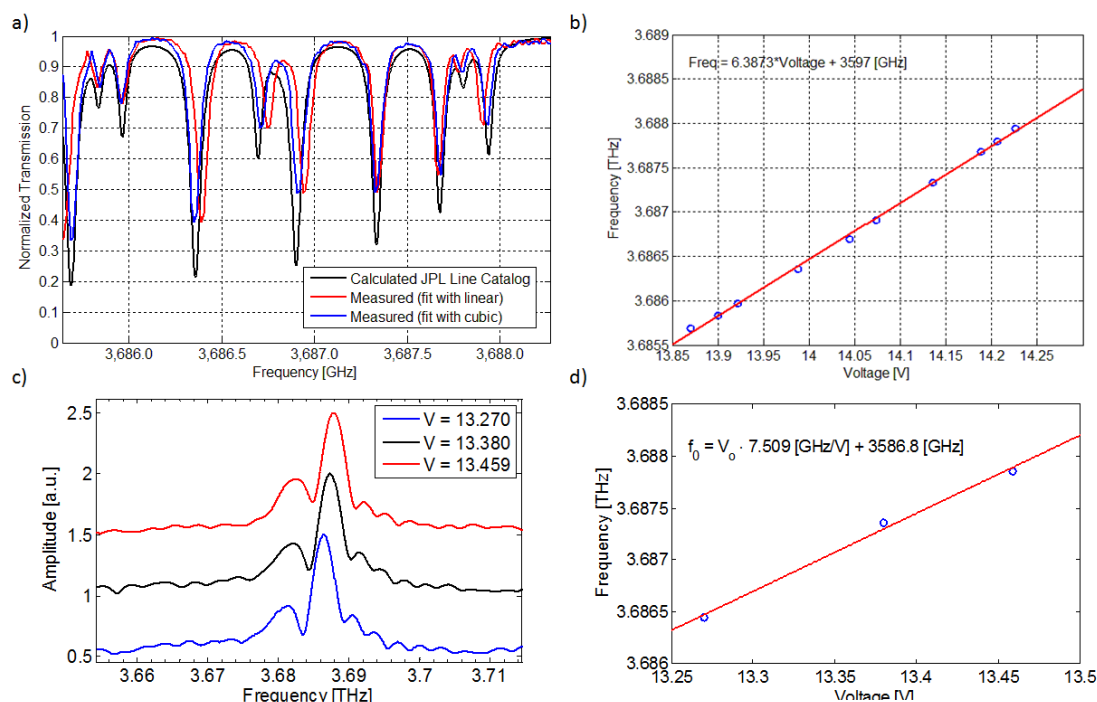 a)
1
0.9
0.8
0.7
0.6
0.5
0.4
0.3
0.2
0.1
0
Normalized Transmission
Calculated JPL Line Catalog
Measured (fit with linear)
Measured (fit with cubic)
3,686.0
3,686.5
3,687.0
3,687.5
3,688.0
Frequency [GHz]
b)
3.689
3.6885
3.688
3.6875
3.687
3.6865
3.686
3.6855
Frequency [THz]
Freq = 6.3873*Voltage + 3597 [GHz]
13.85
13.9
13.95
14
14.05
14.1
14.15
14.2
14.25
Voltage [V]
c)
2.5
2
1.5
1
0.5
Amplitude [a.u.]
V = 13.270
V = 13.380
V = 13.459
3.66
3.67
3.68
3.69
3.7
3.71
Frequency [THz]
d)
3.6885
3.688
3.6875
3.687
3.6865
3.686
Frequency [THz]
f0 = Vo · 7.509 [GHz/V] + 3586.8 [GHz]
13.25
13.3
13.35
13.4
13.45
13.5
Voltage [V]